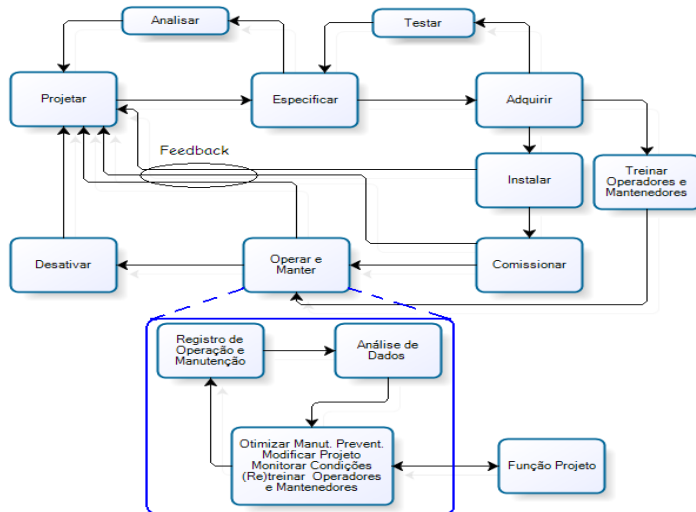 Analisar
Testar
Projetar
Especificar
Adquirir
Feedback
Instalar
Treinar
Operadores e
Mantenedores
Desativar
Operar e
Manter
Comissionar
Registro de
Operação e
Manutenção
Análise de
Dados
Otimizar Manut. Prevent.
Modificar Projeto
Monitorar Condições
(Re)treinar Operadores
e Mantenedores
Função Projeto